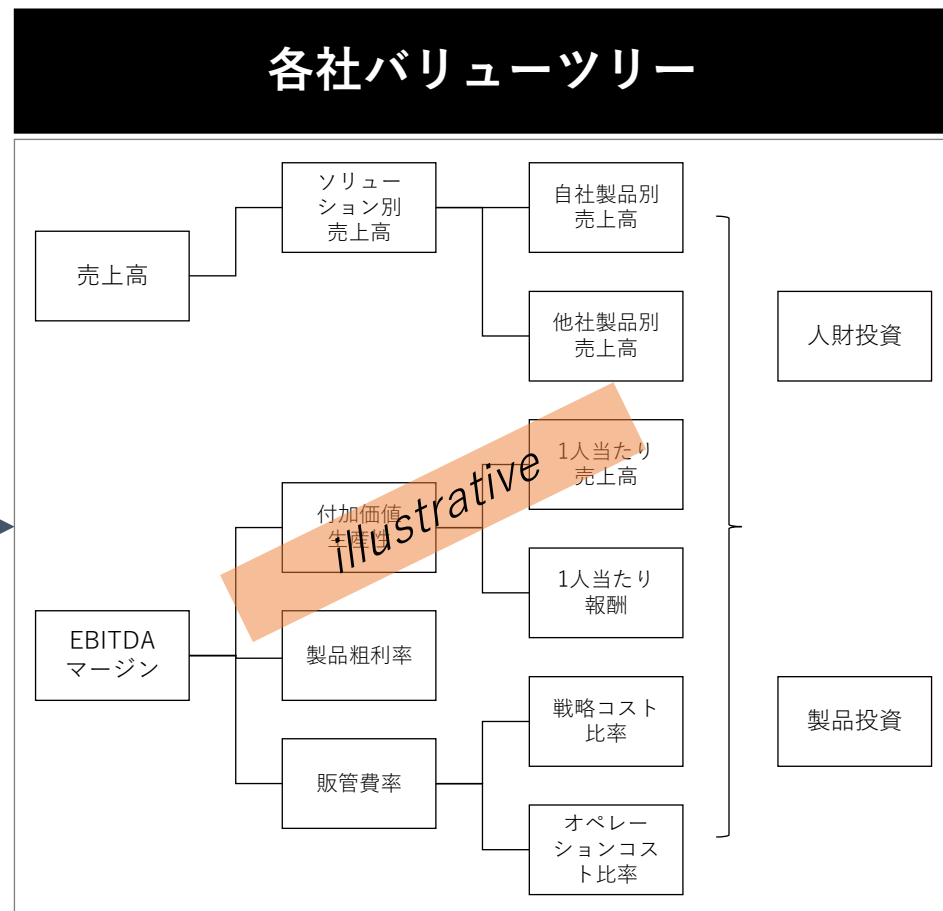 各社バリューツリー
売上高
ソリュー
ション別
売上高
自社製品別
売上高
他社製品別
売上高
EBITDA
マージン
付加価値
生産性
1人当たり
売上高
1人当たり
報酬
製品粗利率
販管費率
戦略コスト
比率
オペレー
ションコス
ト比率
人財投資
製品投資
illustrative